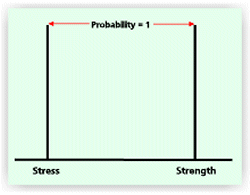 Probability = 1
Stress Strength